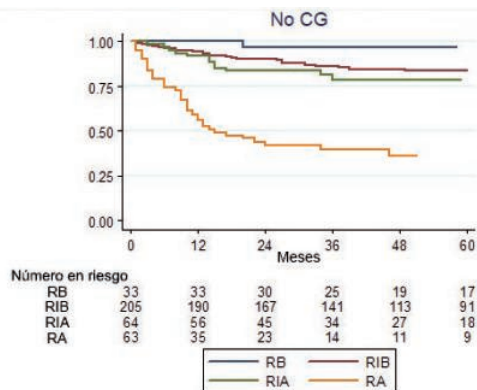 No CG
1.00
0.75
0.50
0.25
0.00
0 12 24 36 48 60
Meses
Número en riesgo
RB 33 33 30 25 19 17
RIB 205 190 167 141 113 91
RIA 64 56 45 34 27 18
RA 63 35 23 14 11 9
RB RIB
RIA RA